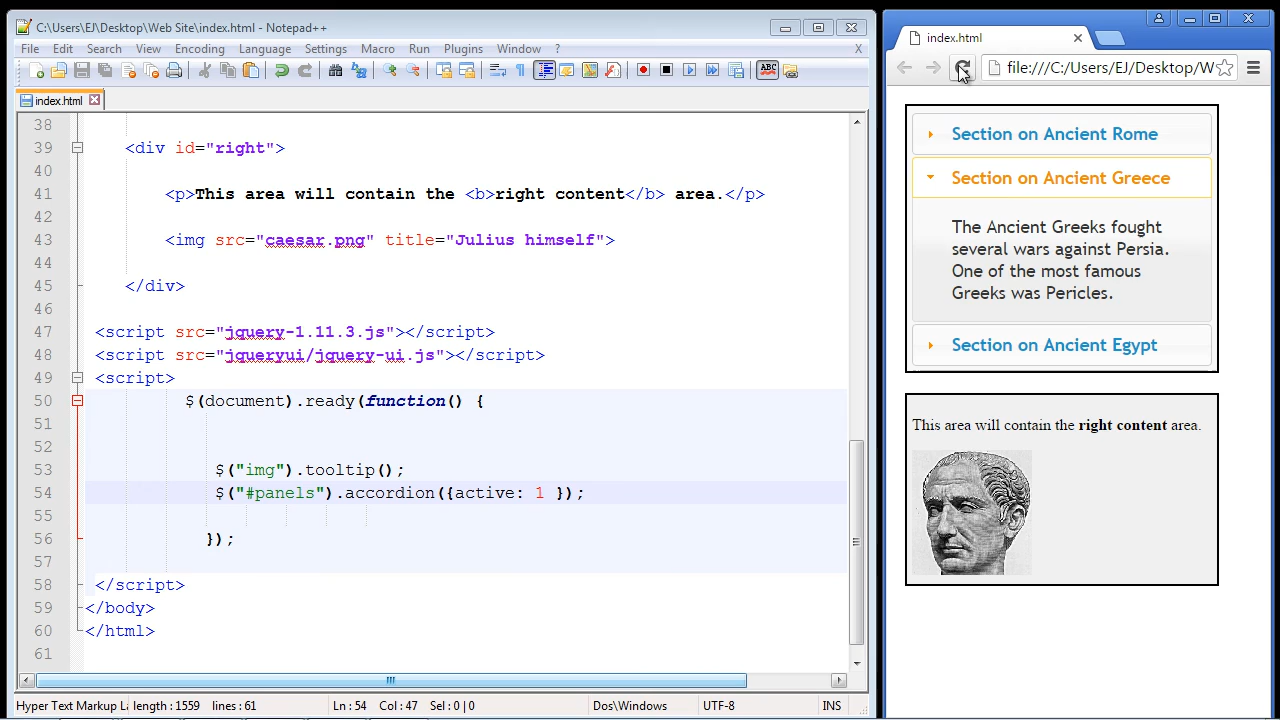 C:\Users\EJ\Desktop\Web Site\index.html - Notepad++
File Edit Search View Encoding Language Settings Macro Run Plugins Window ? X
ABC
index.html
38
39 <div id="right">
40
41 <p>This area will contain the <b>right content</b> area.</p>
42
43 <img src="caesar.png" title="Julius himself">
44
45 </div>
46
47 <script src="jquery-1.11.3.js"></script>
48 <script src="jqueryui/jquery-ui.js"></script>
49 <script>
50 $(document).ready(function() {
51
52
53 $("img").tooltip();
54 $("#panels").accordion({active: 1 });
55
56 });
57
58 </script>
59 </body>
60 </html>
61
Hyper Text Markup La length : 1559 lines : 61 Ln : 54 Col : 47 Sel : 0 | 0 Dos\Windows UTF-8 INS
index.html
file:///C:/Users/EJ/Desktop/W
Section on Ancient Rome
Section on Ancient Greece
The Ancient Greeks fought
several wars against Persia.
One of the most famous
Greeks was Pericles.
Section on Ancient Egypt
This area will contain the right content area.